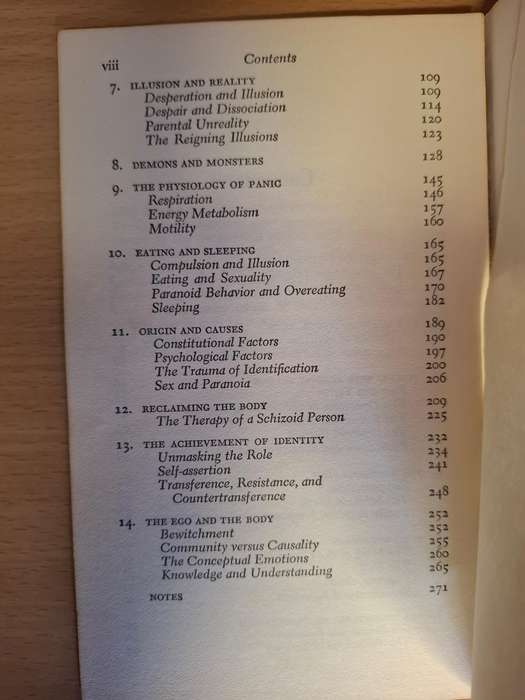 viii Contents
7. ILLUSION AND REALITY 109
Desperation and Illusion 109
Despair and Dissociation 114
Parental Unreality 120
The Reigning Illusions 123
8. DEMONS AND MONSTERS 128
9. THE PHYSIOLOGY OF PANIC 145
Respiration 146
Energy Metabolism 157
Motility 160
10. EATING AND SLEEPING 165
Compulsion and Illusion 165
Eating and Sexuality 167
Paranoid Behavior and Overeating 170
Sleeping 182
11. ORIGIN AND CAUSES 189
Constitutional Factors 190
Psychological Factors 197
The Trauma of Identification 200
Sex and Paranoia 206
12. RECLAIMING THE BODY 209
The Therapy of a Schizoid Person 225
13. THE ACHIEVEMENT OF IDENTITY 232
Unmasking the Role 234
Self-assertion 241
Transference, Resistance, and
Countertransference 248
14. THE EGO AND THE BODY 252
Bewitchment 252
Community versus Causality 255
The Conceptual Emotions 260
Knowledge and Understanding 265
NOTES 271